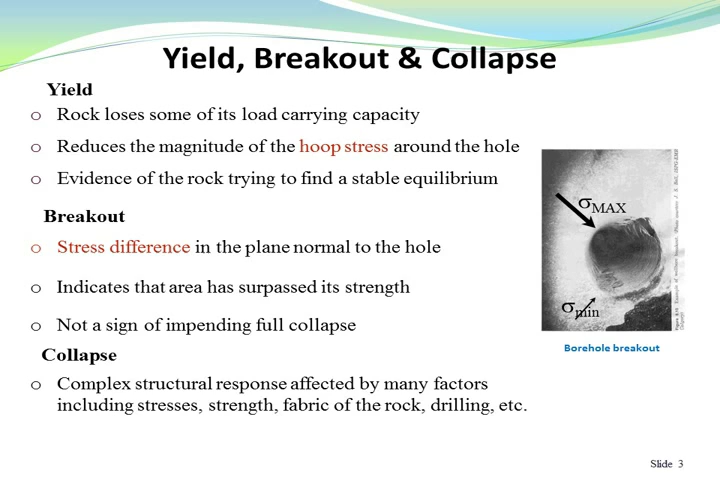 Yield, Breakout & Collapse
Yield
o Rock loses some of its load carrying capacity
o Reduces the magnitude of the hoop stress around the hole
o Evidence of the rock trying to find a stable equilibrium
Breakout
o Stress difference in the plane normal to the hole
o Indicates that area has surpassed its strength
o Not a sign of impending full collapse
Collapse
o Complex structural response affected by many factors
including stresses, strength, fabric of the rock, drilling, etc.
σMAX
σmin
Borehole breakout
Slide 3